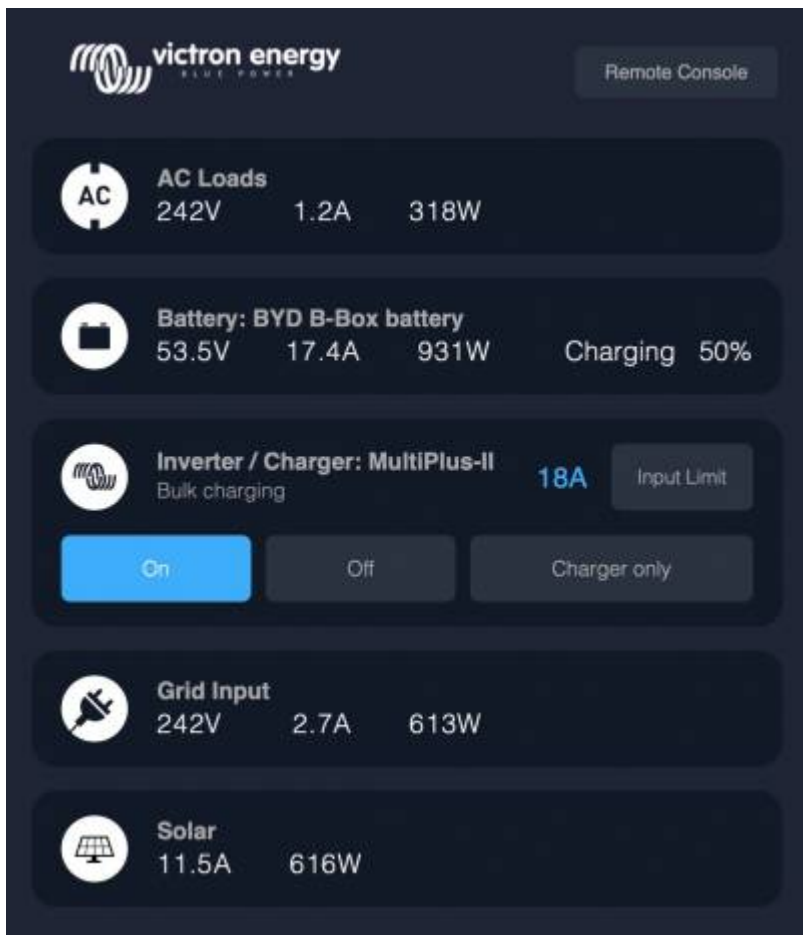 victron energy
BLUE POWER
Remote Console
AC
AC Loads
242V 1.2A 318W
Battery: BYD B-Box battery
53.5V 17.4A 931W Charging 50%
Inverter / Charger: MultiPlus-II
Bulk charging
18A Input Limit
On Off Charger only
Grid Input
242V 2.7A 613W
Solar
11.5A 616W